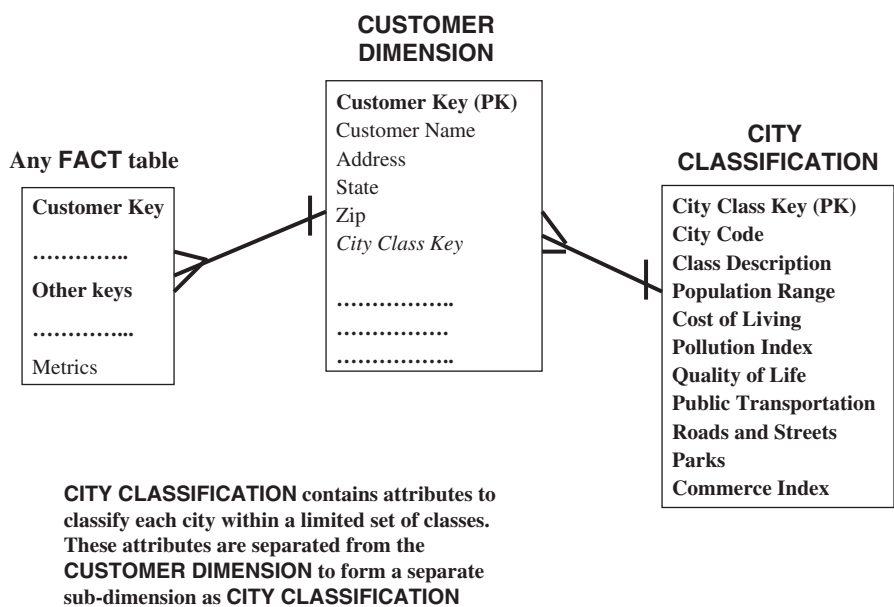 CUSTOMER
DIMENSION
Customer Key (PK)
Customer Name
Address
State
Zip
City Class Key
………………..
……………….
………………..
Any FACT table
Customer Key
…………..
Other keys
…………...
Metrics
CITY
CLASSIFICATION
City Class Key (PK)
City Code
Class Description
Population Range
Cost of Living
Pollution Index
Quality of Life
Public Transportation
Roads and Streets
Parks
Commerce Index
CITY CLASSIFICATION contains attributes to
classify each city within a limited set of classes.
These attributes are separated from the
CUSTOMER DIMENSION to form a separate
sub-dimension as CITY CLASSIFICATION